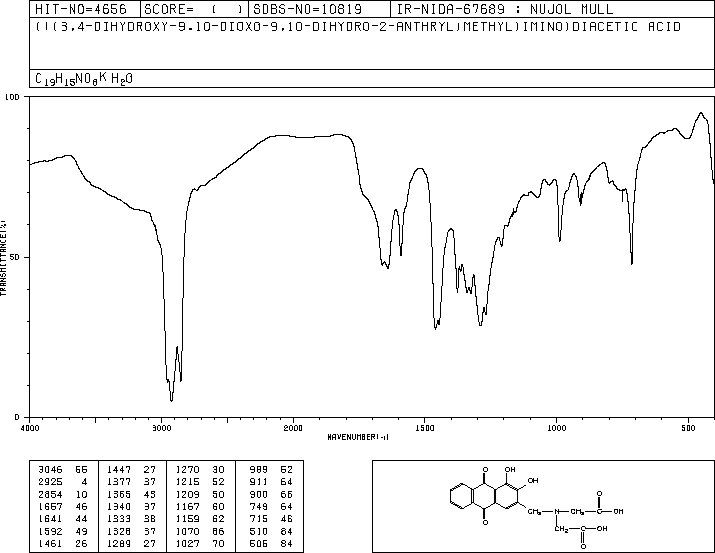 HIT-NO=4656 SCORE= ( ) SDBS-NO=10819 IR-NIDA-67689 : NUJOL MULL
(((3,4-DIHYDROXY-9,10-DIOXO-9,10-DIHYDRO-2-ANTHRYL)METHYL)IMINO)DIACETIC ACID
C19H15NO8 * H2O
100
50
0
TRANSMITTANCE(%)
4000 3000 2000 1500 1000 500
WAVENUMBER(-1)
3046 66 1447 27 1270 30 989 52
2925 4 1377 37 1215 52 911 64
2854 10 1365 45 1209 50 900 66
1667 46 1340 37 1167 60 749 64
1641 44 1333 38 1159 62 715 46
1592 49 1328 37 1070 66 510 84
1461 26 1289 27 1027 70 506 84
O OH
OH
O
CH2 N CH2 C OH
O
CH2 C OH
O